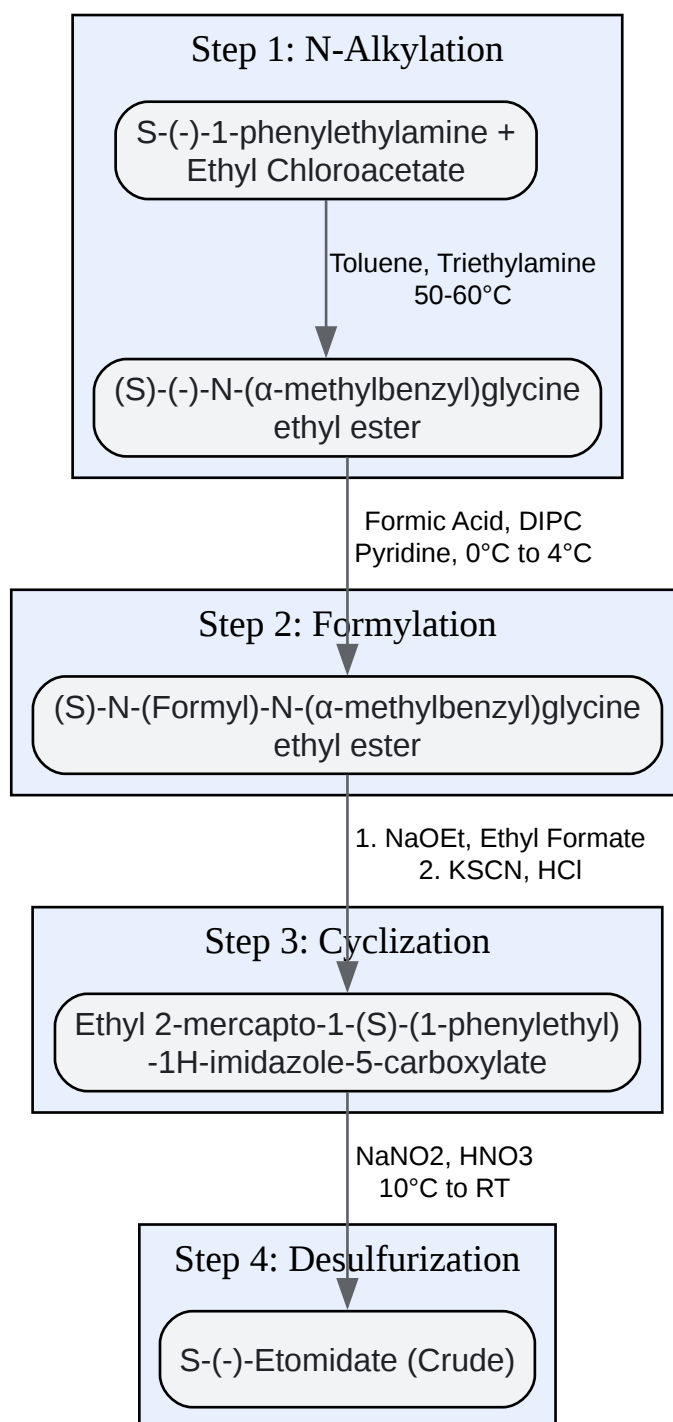 Step 1: N-Alkylation
S-(-)-1-phenylethylamine +
Ethyl Chloroacetate
Toluene, Triethylamine
50-60°C
(S)-(-)-N-(α-methylbenzyl)glycine
ethyl ester
Formic Acid, DIPC
Pyridine, 0°C to 4°C
Step 2: Formylation
(S)-N-(Formyl)-N-(α-methylbenzyl)glycine
ethyl ester
1. NaOEt, Ethyl Formate
2. KSCN, HCl
Step 3: Cyclization
Ethyl 2-mercapto-1-(S)-(1-phenylethyl)
-1H-imidazole-5-carboxylate
NaNO2, HNO3
10°C to RT
Step 4: Desulfurization
S-(-)-Etomidate (Crude)